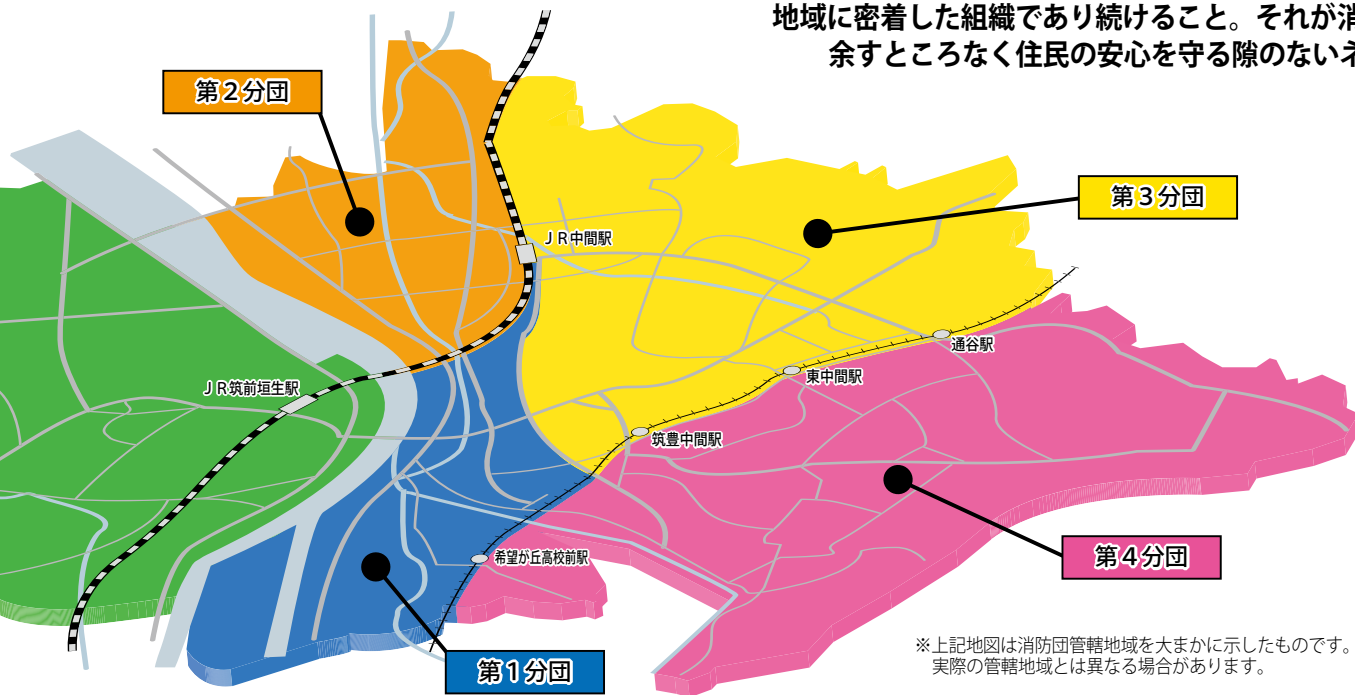 地域に密着した組織であり続けること。それが消
余すところなく住民の安心を守る隙のないネ
第2分団
第3分団
JR中間駅
通谷駅
東中間駅
JR筑前垣生駅
筑豊中間駅
第4分団
希望が丘高校前駅
第1分団
※上記地図は消防団管轄地域を大まかに示したものです。
実際の管轄地域とは異なる場合があります。